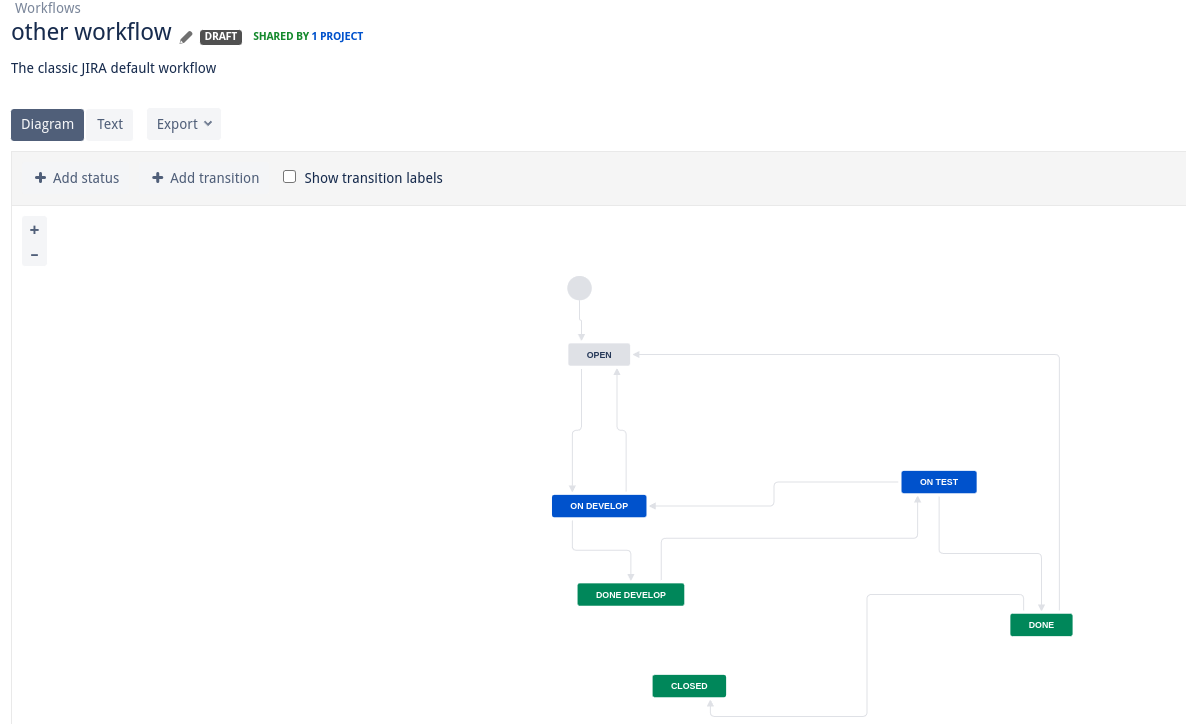 Workflows
other workflow DRAFT SHARED BY 1 PROJECT
The classic JIRA default workflow
Diagram Text Export
+ Add status + Add transition Show transition labels
+
−
OPEN
ON TEST
ON DEVELOP
DONE DEVELOP
DONE
CLOSED